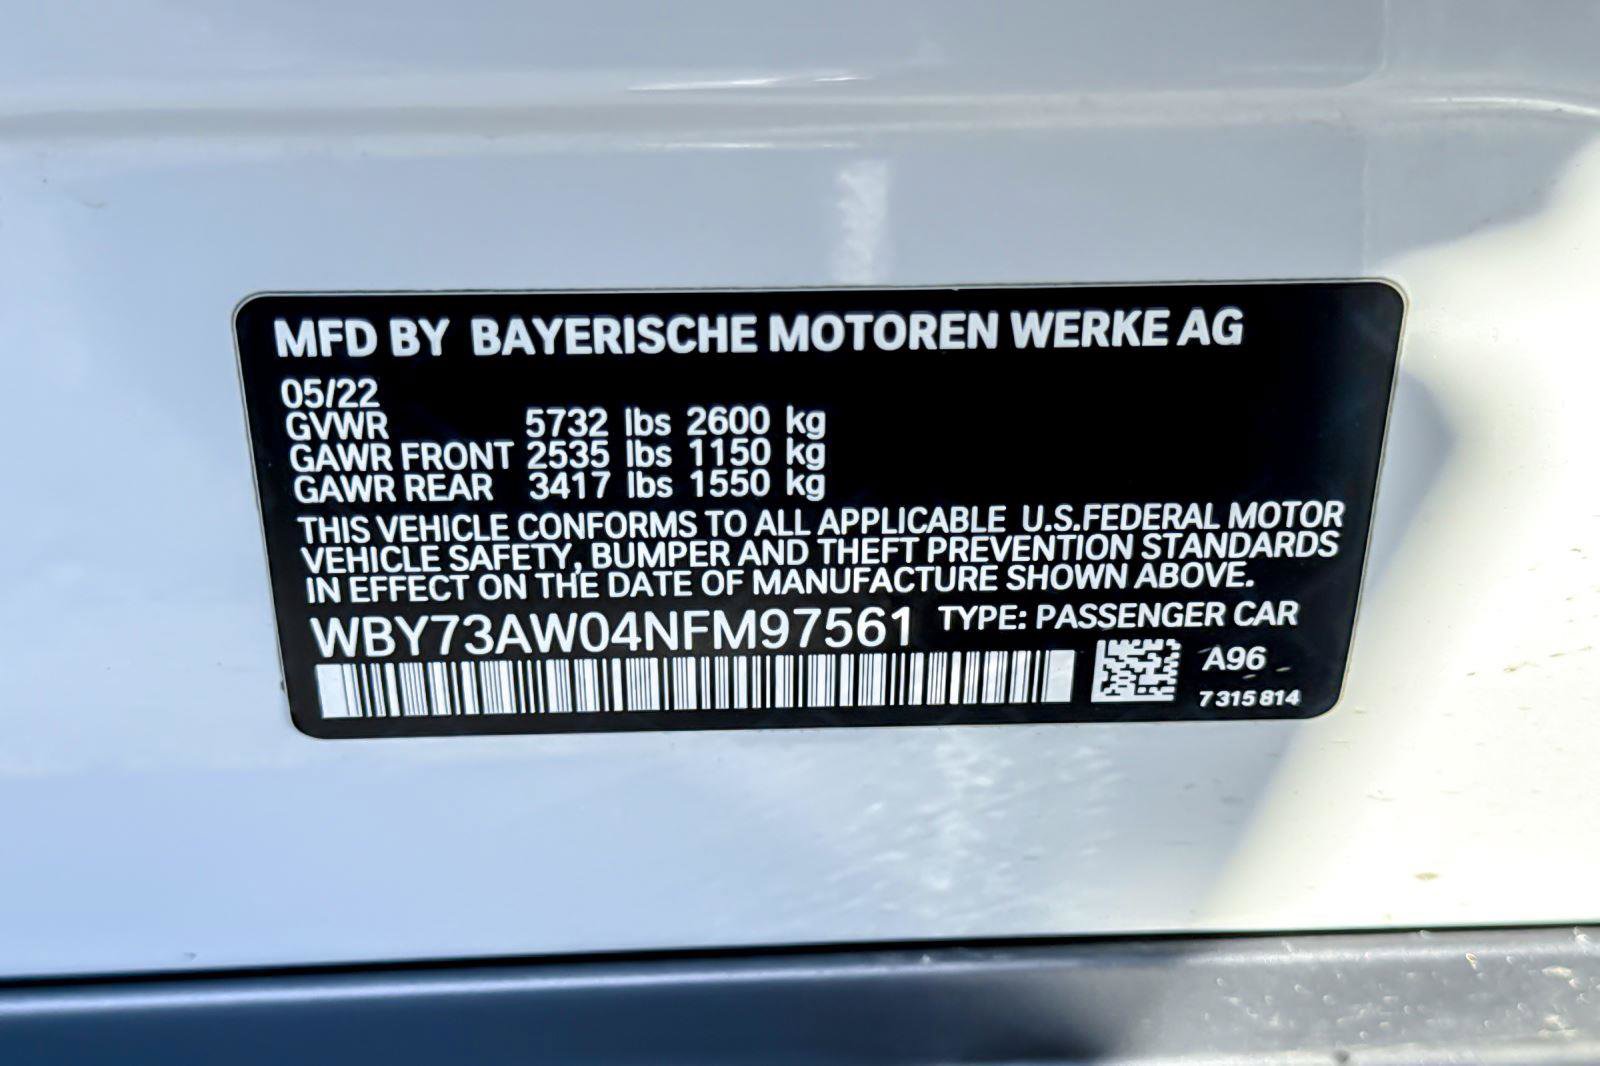 MFD BY BAYERISCHE MOTOREN WERKE AG
05/22
GVWR 5732 lbs 2600 kg
GAWR FRONT 2535 lbs 1150 kg
GAWR REAR 3417 lbs 1550 kg
THIS VEHICLE CONFORMS TO ALL APPLICABLE U.S.FEDERAL MOTOR
VEHICLE SAFETY, BUMPER AND THEFT PREVENTION STANDARDS
IN EFFECT ON THE DATE OF MANUFACTURE SHOWN ABOVE.
WBY73AW04NFM97561 TYPE: PASSENGER CAR
A96
7 315 814